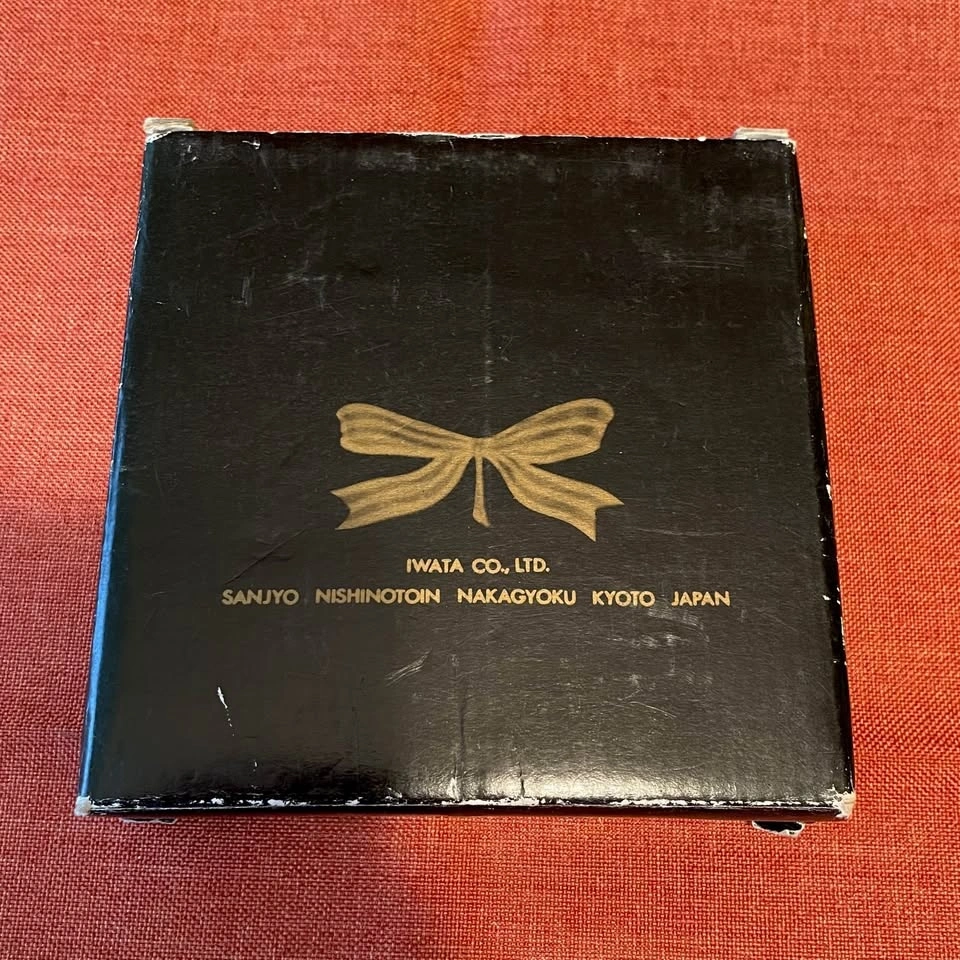 IWATA CO., LTD.
SANJYO NISHINOTOIN NAKAGYOKU KYOTO JAPAN